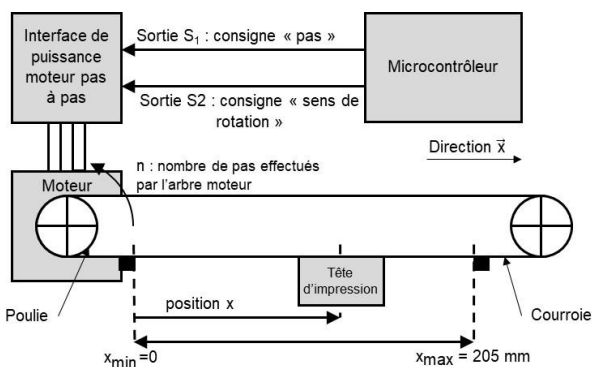 Interface de
puissance
moteur pas
à pas
Sortie S₁ : consigne « pas »
Sortie S2 : consigne « sens de
rotation »
Microcontrôleur
Direction x⃗
n : nombre de pas effectués
par l'arbre moteur
Moteur
Tête
d'impression
Poulie
position x
Courroie
xmin =0
xmax = 205 mm